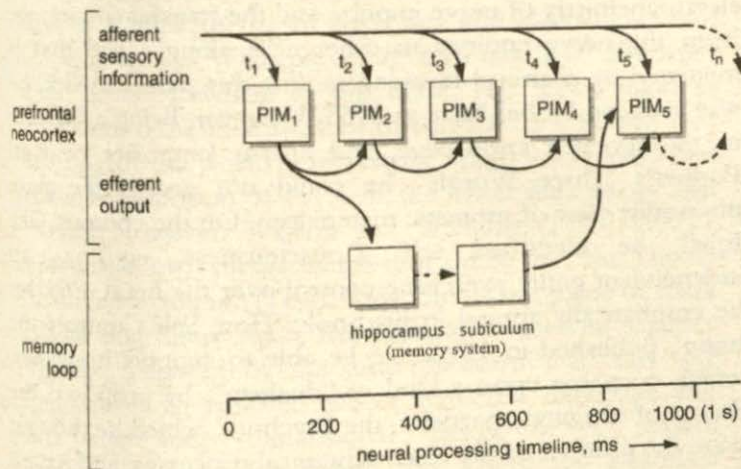 afferent
sensory
information
t1 t2 t3 t4 t5 tn
prefrontal
neocortex
PIM1 PIM2 PIM3 PIM4 PIM5
efferent
output
memory
loop
hippocampus subiculum
(memory system)
0 200 400 600 800 1000 (1 s)
neural processing timeline, ms